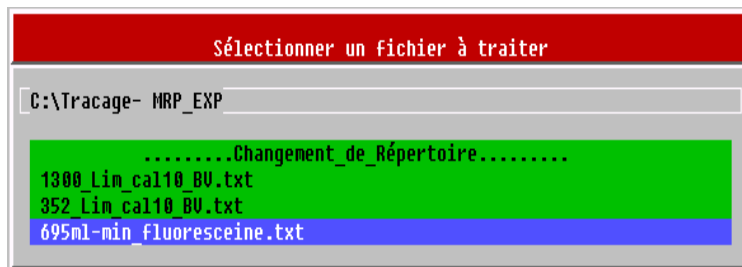 Sélectionner un fichier à traiter
C:\Tracage- MRP_EXP
.........Changement_de_Répertoire.........
1300_Lim_cal10_BV.txt
352_Lim_cal10_BV.txt
695ml-min_fluoresceine.txt